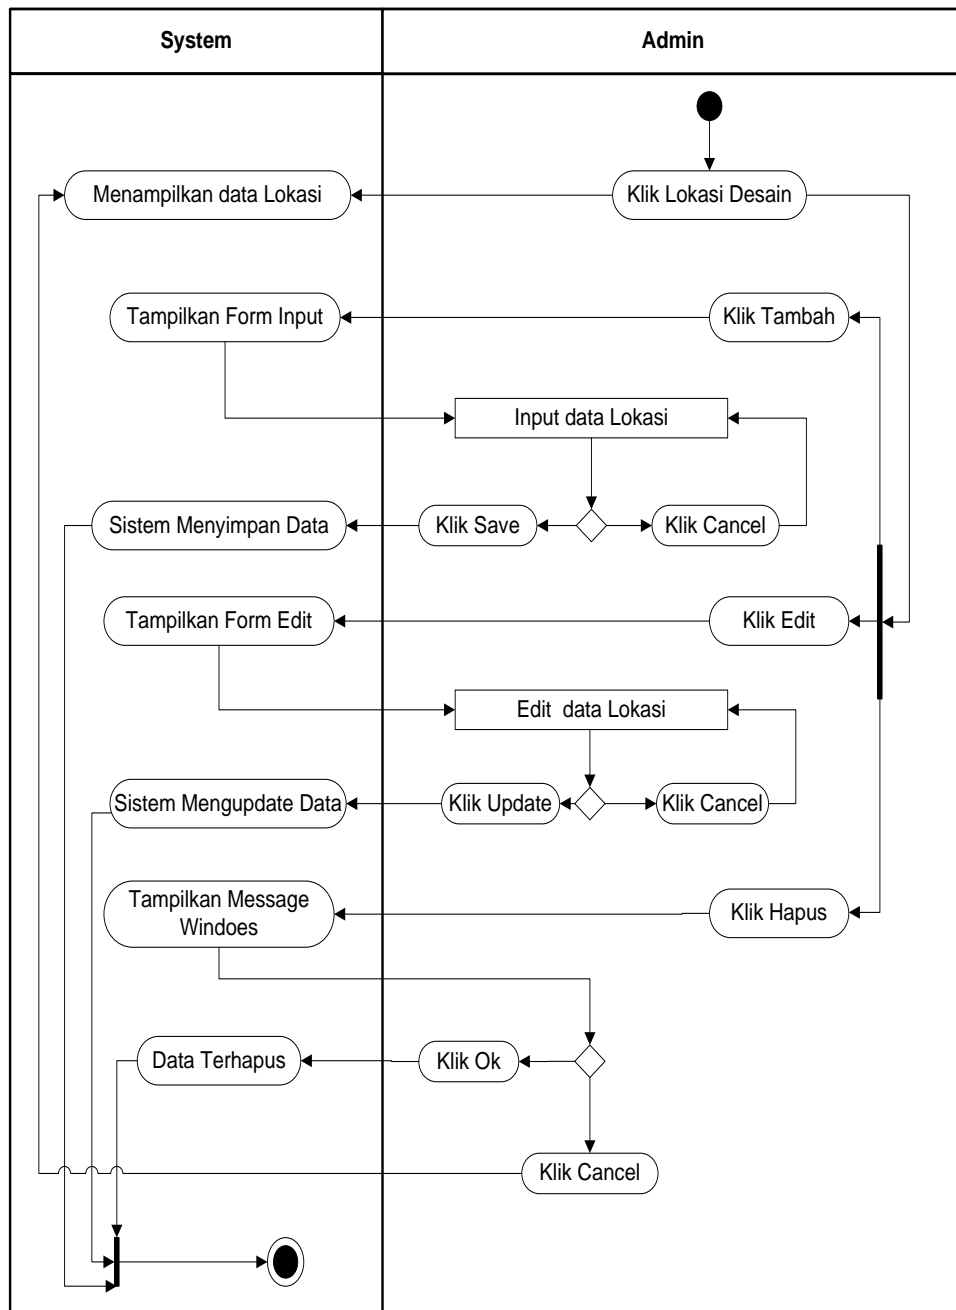 System
Admin
Menampilkan data Lokasi
Klik Lokasi Desain
Tampilkan Form Input
Klik Tambah
Input data Lokasi
Sistem Menyimpan Data
Klik Save
Klik Cancel
Tampilkan Form Edit
Klik Edit
Edit data Lokasi
Sistem Mengupdate Data
Klik Update
Klik Cancel
Tampilkan Message
Windoes
Klik Hapus
Data Terhapus
Klik Ok
Klik Cancel